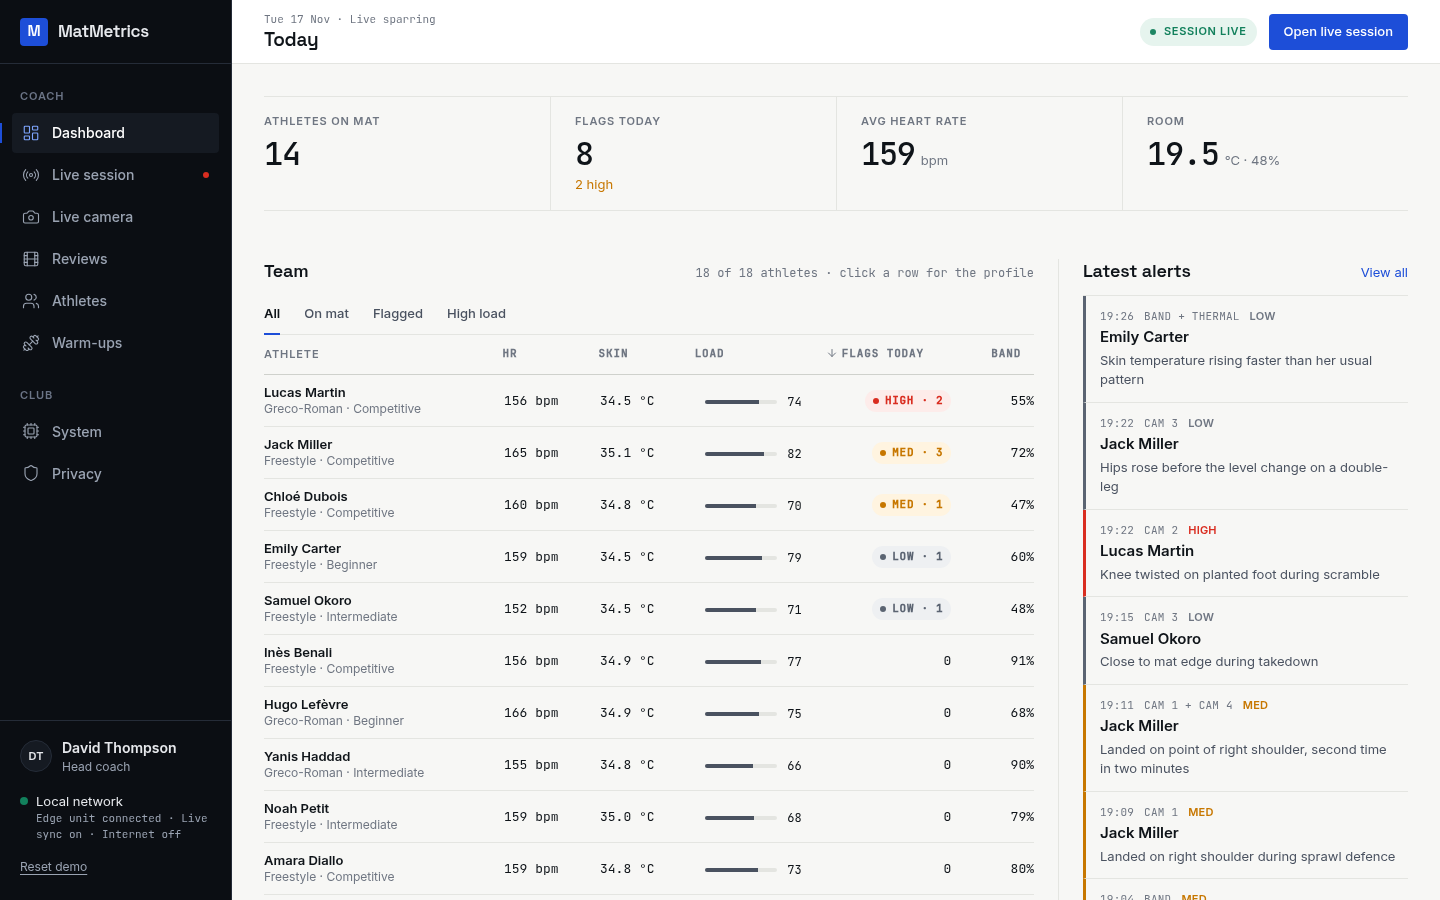 M MatMetrics
COACH
Dashboard
Live session
Live camera
Reviews
Athletes
Warm-ups
CLUB
System
Privacy
DT
David Thompson
Head coach
Local network
Edge unit connected · Live
sync on · Internet off
Reset demo
Tue 17 Nov · Live sparring
Today
SESSION LIVE
Open live session
ATHLETES ON MAT
14
FLAGS TODAY
8
2 high
AVG HEART RATE
159 bpm
ROOM
19.5 °C · 48%
Team
18 of 18 athletes · click a row for the profile
All On mat Flagged High load
ATHLETE HR SKIN LOAD ↓ FLAGS TODAY BAND
Lucas Martin
Greco-Roman · Competitive
156 bpm 34.5 °C 74 HIGH · 2 55%
Jack Miller
Freestyle · Competitive
165 bpm 35.1 °C 82 MED · 3 72%
Chloé Dubois
Freestyle · Competitive
160 bpm 34.8 °C 70 MED · 1 47%
Emily Carter
Freestyle · Beginner
159 bpm 34.5 °C 79 LOW · 1 60%
Samuel Okoro
Freestyle · Intermediate
152 bpm 34.5 °C 71 LOW · 1 48%
Inès Benali
Freestyle · Competitive
156 bpm 34.9 °C 77 0 91%
Hugo Lefèvre
Greco-Roman · Beginner
166 bpm 34.9 °C 75 0 68%
Yanis Haddad
Greco-Roman · Intermediate
155 bpm 34.8 °C 66 0 90%
Noah Petit
Freestyle · Intermediate
159 bpm 35.0 °C 68 0 79%
Amara Diallo
Freestyle · Competitive
159 bpm 34.8 °C 73 0 80%
Latest alerts
View all
19:26 BAND + THERMAL LOW
Emily Carter
Skin temperature rising faster than her usual
pattern
19:22 CAM 3 LOW
Jack Miller
Hips rose before the level change on a double-
leg
19:22 CAM 2 HIGH
Lucas Martin
Knee twisted on planted foot during scramble
19:15 CAM 3 LOW
Samuel Okoro
Close to mat edge during takedown
19:11 CAM 1 + CAM 4 MED
Jack Miller
Landed on point of right shoulder, second time
in two minutes
19:09 CAM 1 MED
Jack Miller
Landed on right shoulder during sprawl defence
19:04 BAND MED